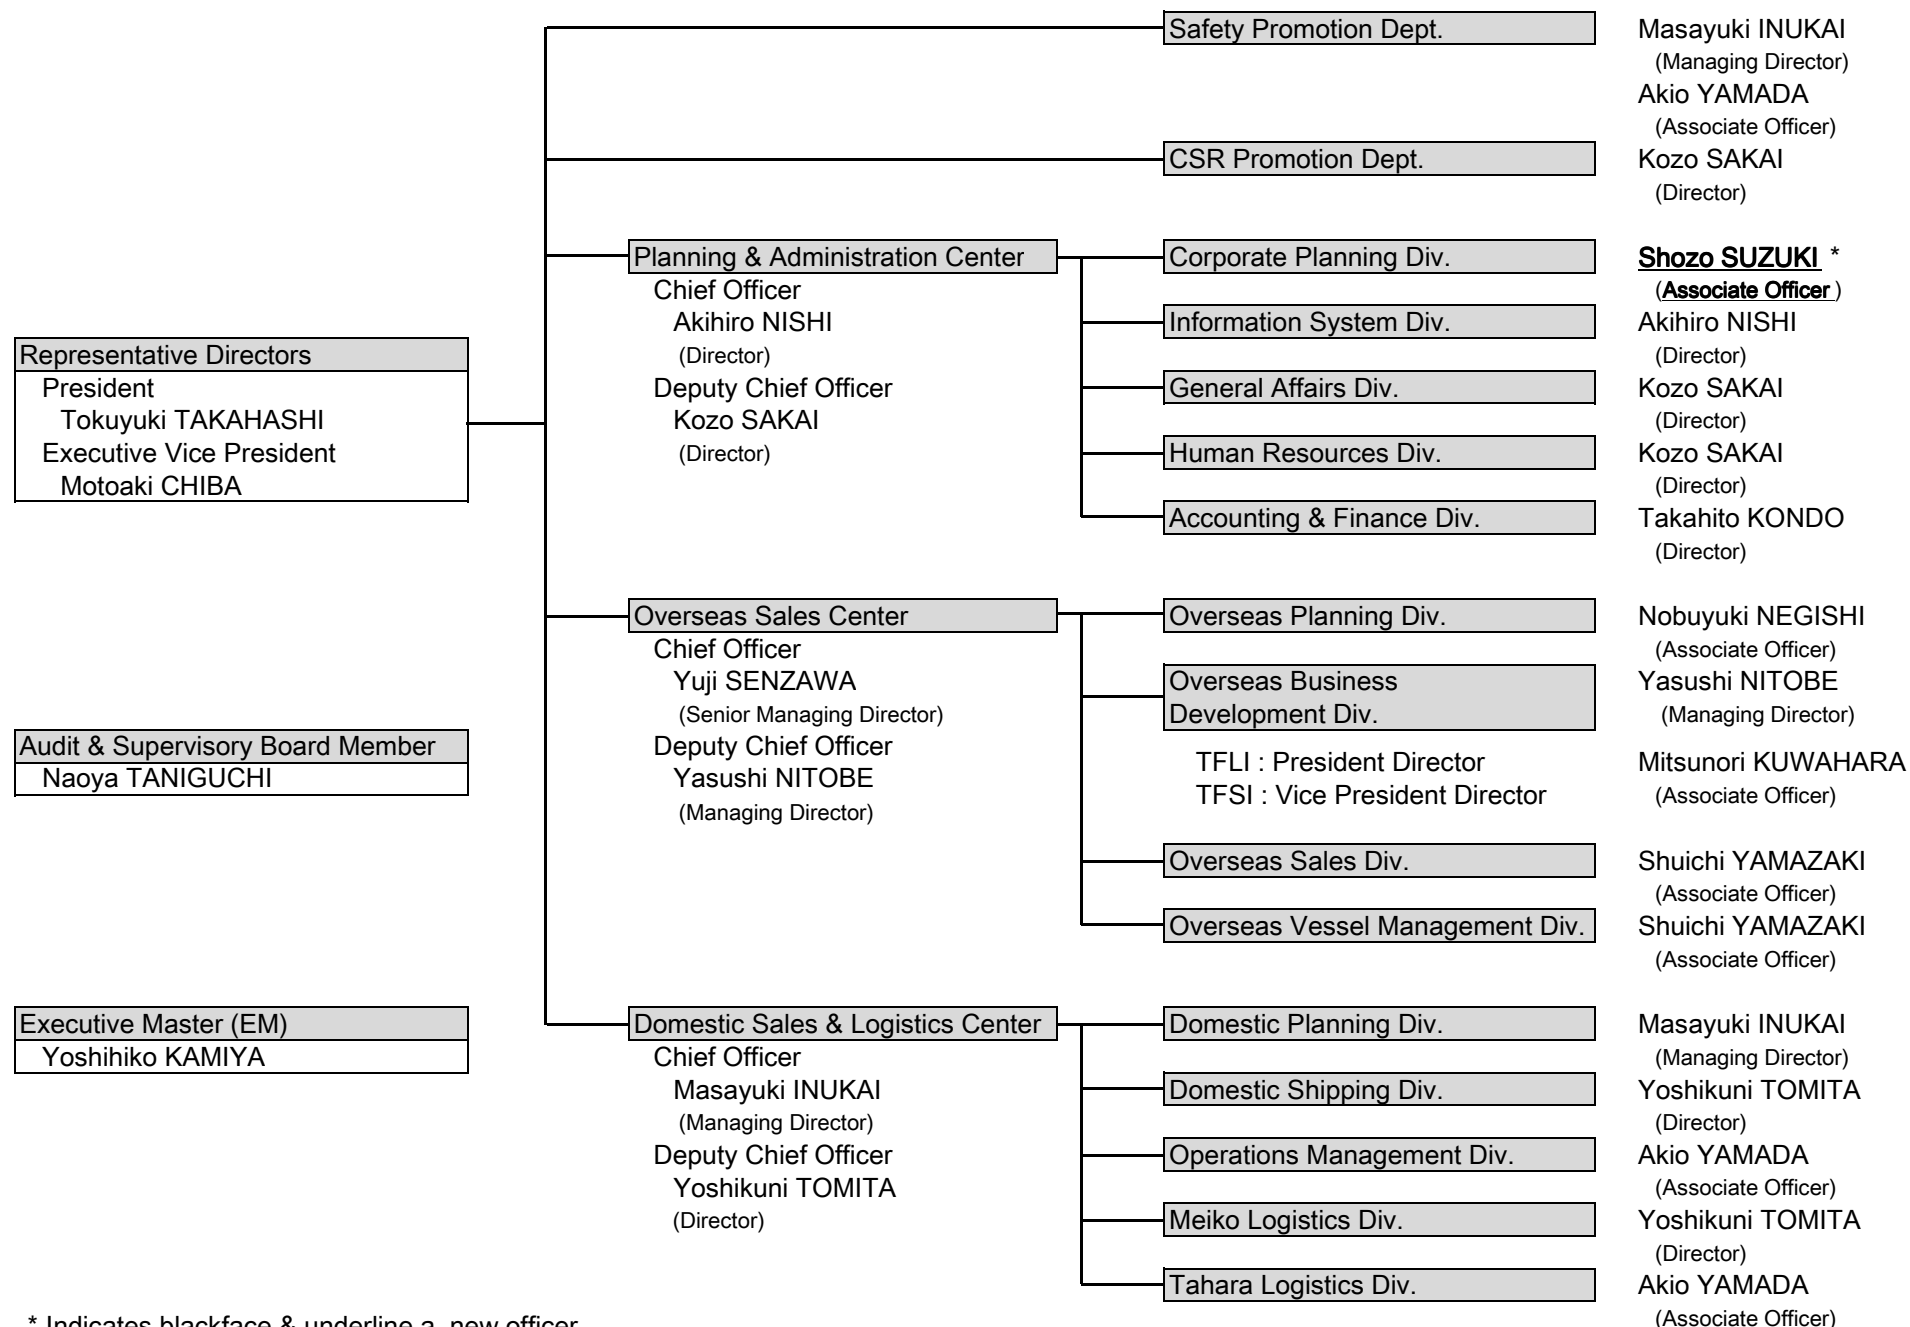 Safety Promotion Dept.
Masayuki INUKAI
(Managing Director)
Akio YAMADA
(Associate Officer)
CSR Promotion Dept.
Kozo SAKAI
(Director)
Representative Directors
President
Tokuyuki TAKAHASHI
Executive Vice President
Motoaki CHIBA
Audit & Supervisory Board Member
Naoya TANIGUCHI
Executive Master (EM)
Yoshihiko KAMIYA
Planning & Administration Center
Chief Officer
Akihiro NISHI
(Director)
Deputy Chief Officer
Kozo SAKAI
(Director)
Corporate Planning Div.
Shozo SUZUKI *
(Associate Officer )
Information System Div.
Akihiro NISHI
(Director)
General Affairs Div.
Kozo SAKAI
(Director)
Human Resources Div.
Kozo SAKAI
(Director)
Accounting & Finance Div.
Takahito KONDO
(Director)
Overseas Sales Center
Chief Officer
Yuji SENZAWA
(Senior Managing Director)
Deputy Chief Officer
Yasushi NITOBE
(Managing Director)
Overseas Planning Div.
Nobuyuki NEGISHI
(Associate Officer)
Overseas Business
Development Div.
Yasushi NITOBE
(Managing Director)
TFLI : President Director
TFSI : Vice President Director
Mitsunori KUWAHARA
(Associate Officer)
Overseas Sales Div.
Shuichi YAMAZAKI
(Associate Officer)
Overseas Vessel Management Div.
Shuichi YAMAZAKI
(Associate Officer)
Domestic Sales & Logistics Center
Chief Officer
Masayuki INUKAI
(Managing Director)
Deputy Chief Officer
Yoshikuni TOMITA
(Director)
Domestic Planning Div.
Masayuki INUKAI
(Managing Director)
Domestic Shipping Div.
Yoshikuni TOMITA
(Director)
Operations Management Div.
Akio YAMADA
(Associate Officer)
Meiko Logistics Div.
Yoshikuni TOMITA
(Director)
Tahara Logistics Div.
Akio YAMADA
(Associate Officer)
* Indicates blackface & underline a new officer